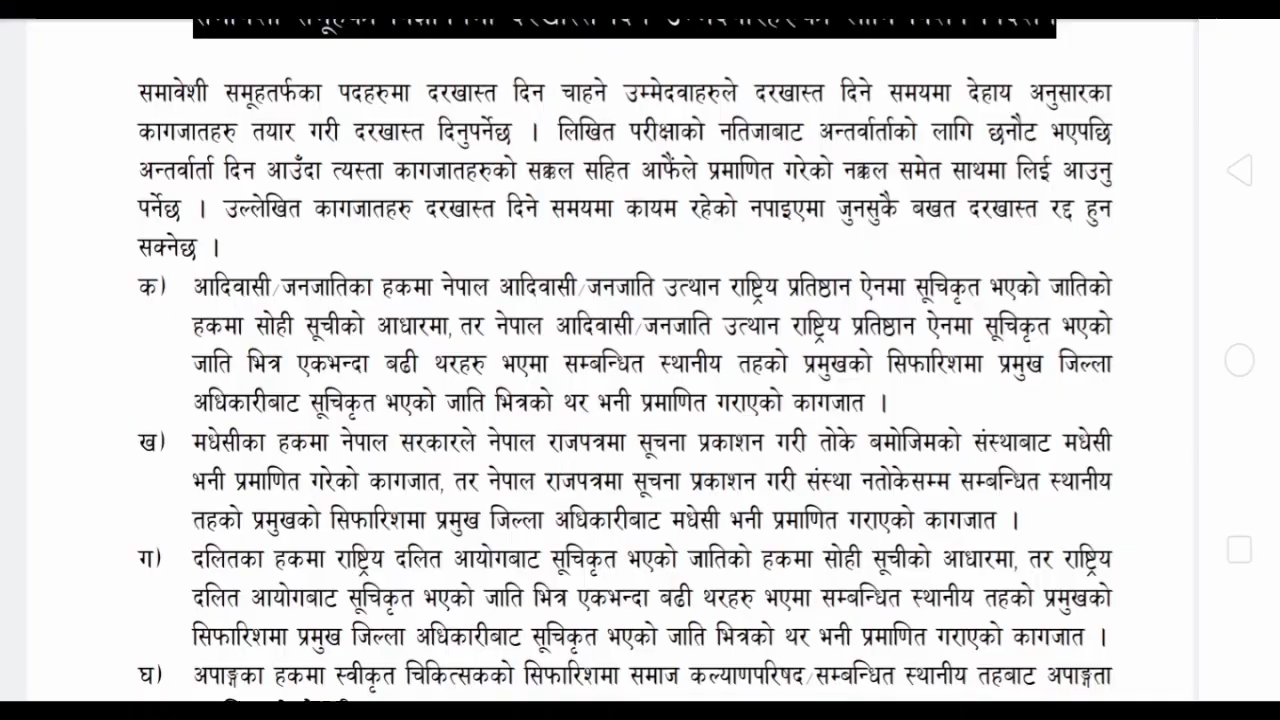 समावेशी समूहतर्फका पदहरुमा दरखास्त दिन चाहने उम्मेदवाहरुले दरखास्त दिने समयमा देहाय अनुसारका
कागजातहरु तयार गरी दरखास्त दिनुपर्नेछ । लिखित परीक्षाको नतिजाबाट अन्तर्वार्ताको लागि छनौट भएपछि
अन्तर्वार्ता दिन आउँदा त्यस्ता कागजातहरुको सक्कल सहित आफैंले प्रमाणित गरेको नक्कल समेत साथमा लिई आउनु
पर्नेछ । उल्लेखित कागजातहरु दरखास्त दिने समयमा कायम रहेको नपाइएमा जुनसुकै बखत दरखास्त रद्द हुन
सक्नेछ ।
क) आदिवासी/जनजातिका हकमा नेपाल आदिवासी/जनजाति उत्थान राष्ट्रिय प्रतिष्ठान ऐनमा सूचिकृत भएको जातिको
हकमा सोही सूचीको आधारमा, तर नेपाल आदिवासी/जनजाति उत्थान राष्ट्रिय प्रतिष्ठान ऐनमा सूचिकृत भएको
जाति भित्र एकभन्दा बढी थरहरु भएमा सम्बन्धित स्थानीय तहको प्रमुखको सिफारिशमा प्रमुख जिल्ला
अधिकारीबाट सूचिकृत भएको जाति भित्रको थर भनी प्रमाणित गराएको कागजात ।
ख) मधेसीका हकमा नेपाल सरकारले नेपाल राजपत्रमा सूचना प्रकाशन गरी तोके बमोजिमको संस्थाबाट मधेसी
भनी प्रमाणित गरेको कागजात, तर नेपाल राजपत्रमा सूचना प्रकाशन गरी संस्था नतोकेसम्म सम्बन्धित स्थानीय
तहको प्रमुखको सिफारिशमा प्रमुख जिल्ला अधिकारीबाट मधेसी भनी प्रमाणित गराएको कागजात ।
ग) दलितका हकमा राष्ट्रिय दलित आयोगबाट सूचिकृत भएको जातिको हकमा सोही सूचीको आधारमा, तर राष्ट्रिय
दलित आयोगबाट सूचिकृत भएको जाति भित्र एकभन्दा बढी थरहरु भएमा सम्बन्धित स्थानीय तहको प्रमुखको
सिफारिशमा प्रमुख जिल्ला अधिकारीबाट सूचिकृत भएको जाति भित्रको थर भनी प्रमाणित गराएको कागजात ।
घ) अपाङ्गका हकमा स्वीकृत चिकित्सकको सिफारिशमा समाज कल्याणपरिषद/सम्बन्धित स्थानीय तहबाट अपाङ्गता